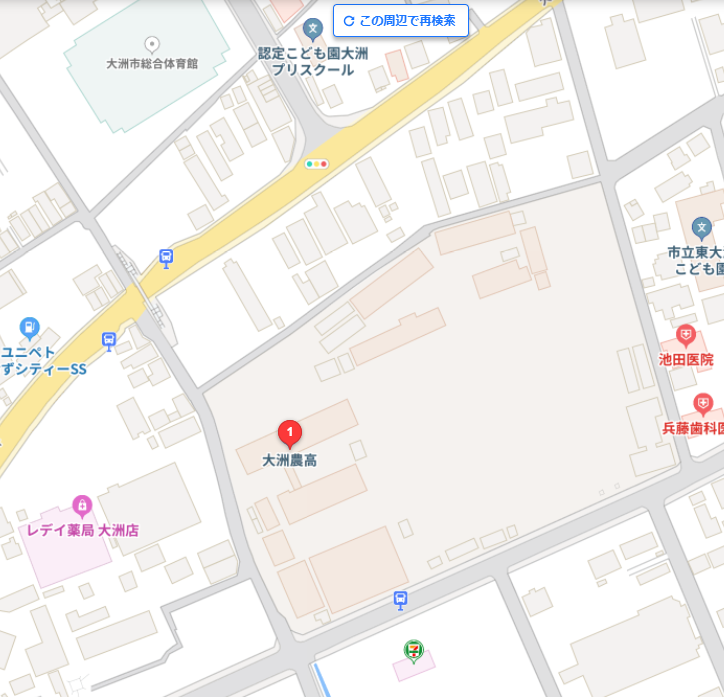 この周辺で再検索
大洲市総合体育館
認定こども園大洲
プリスクール
市立東大
こども園
ユニペト
ずシティーSS
池田医院
兵藤歯科医
1
大洲農高
レデイ薬局 大洲店